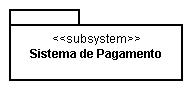 <<subsystem>>
Sistema de Pagamento